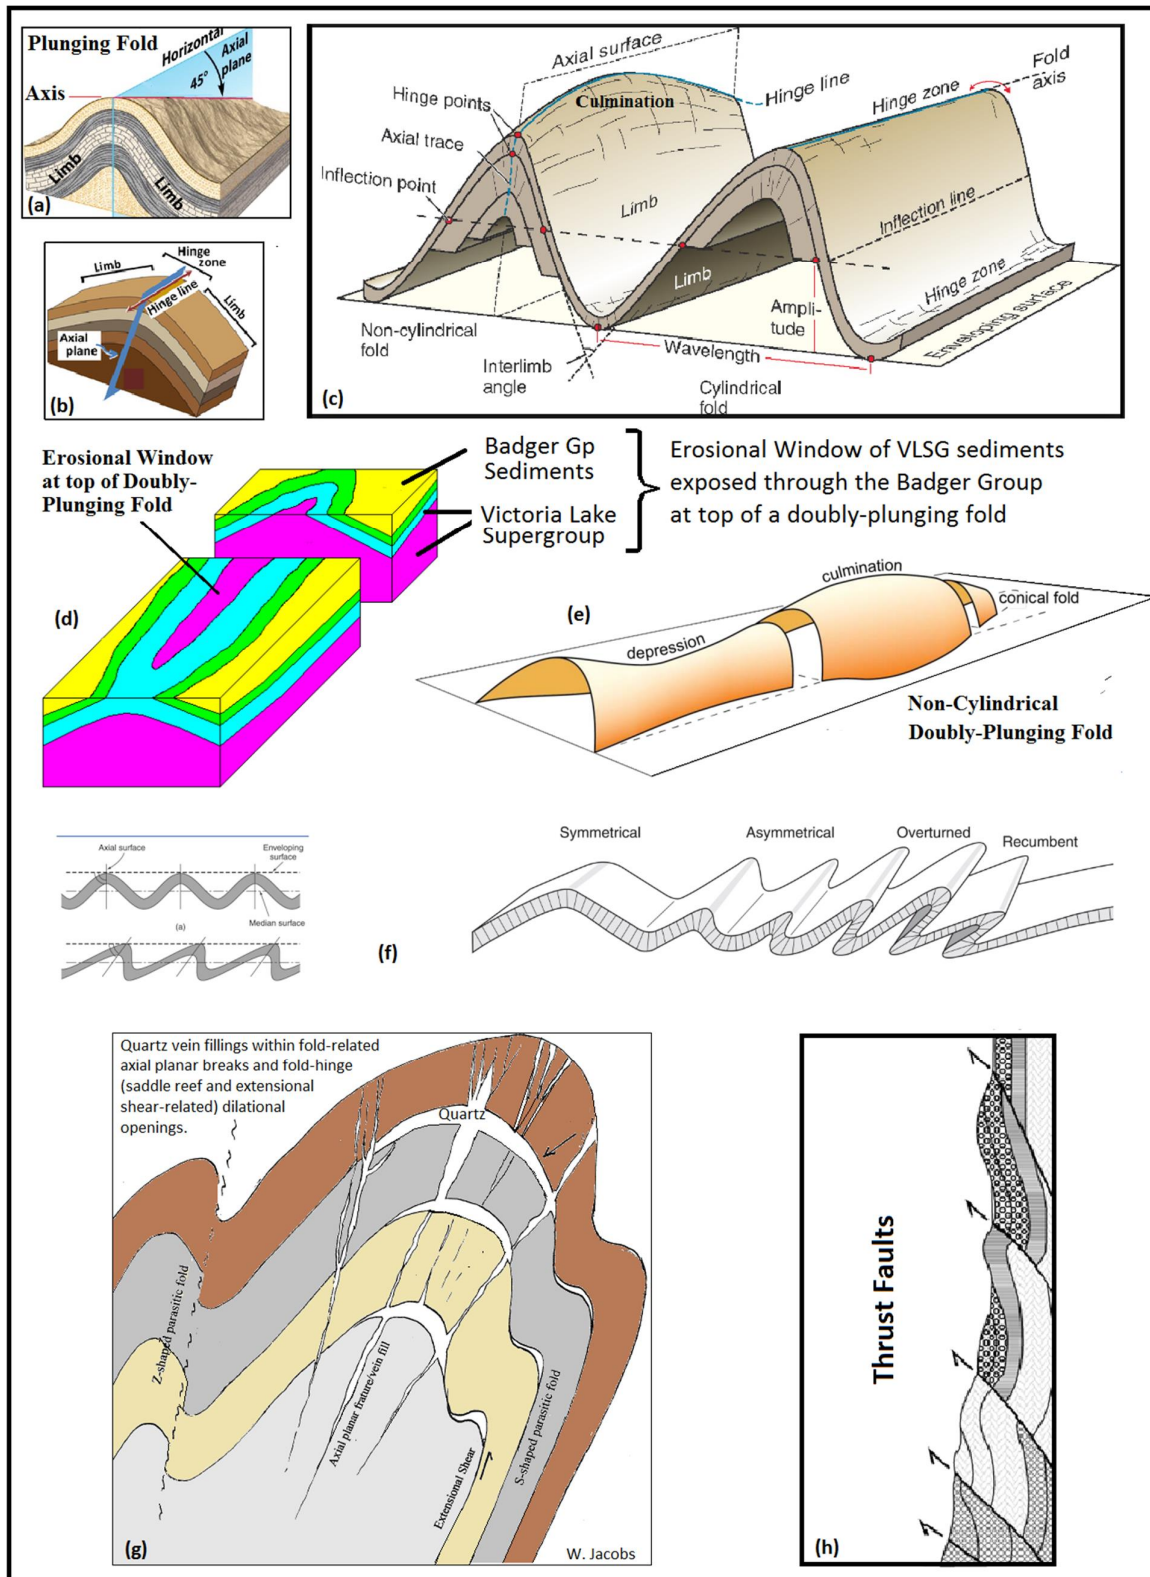 Plunging Fold
Horizontal
Axial
plane
45°
Axis
Limb
Limb
(a)
Limb
Hinge
zone
Hinge line
Limb
Axial
plane
(b)
Axial surface
Hinge points
Culmination
Hinge line
Hinge zone
Fold
axis
Axial trace
Inflection point
Limb
Inflection line
Limb
Hinge zone
Ampli-
tude
Enveloping surface
Non-cylindrical
fold
Wavelength
Interlimb
angle
Cylindrical
fold
(c)
Erosional Window
at top of Doubly-
Plunging Fold
Badger Gp
Sediments
Victoria Lake
Supergroup
Erosional Window of VLSG sediments
exposed through the Badger Group
at top of a doubly-plunging fold
(d)
(e)
culmination
conical fold
depression
Non-Cylindrical
Doubly-Plunging Fold
Axial surface
Enveloping
surface
Median surface
(a)
(f)
Symmetrical
Asymmetrical
Overturned
Recumbent
Quartz vein fillings within fold-related
axial planar breaks and fold-hinge
(saddle reef and extensional
shear-related) dilational
openings.
Quartz
Z-shaped parasitic fold
Axial planar frature/vein fill
Extensional Shear
S-shaped parasitic fold
(g)
W. Jacobs
Thrust Faults
(h)